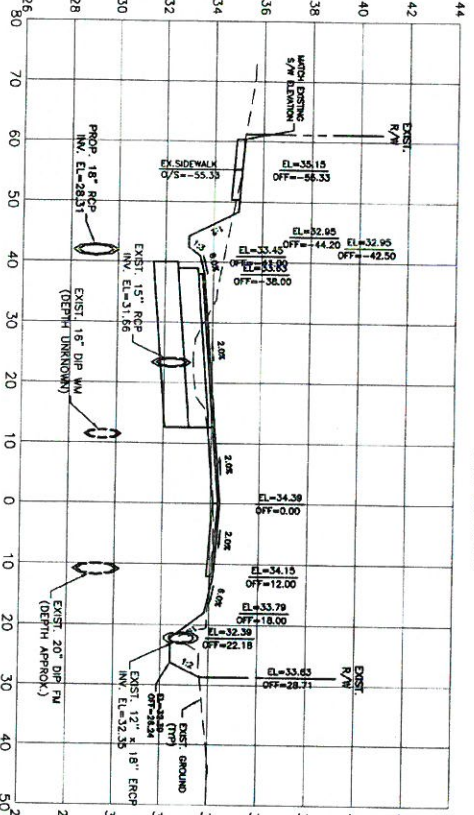 26 28 30 32 34 36 38 40 42 44
80
70
60
50
40
30
20
10
0
10
20
30
40
50
EXIST.
R/W
MATCH EXISTING
S/W ELEVATION
EX.SIDEWALK
O/S=-55.33
EL=35.15
OFF=-56.33
EL=32.95
OFF=-44.20
EL=32.95
OFF=-42.50
EL=33.45
OFF=-38.00
1:2
1:3
6.0%
2.0%
2.0%
2.0%
6.0%
1:2
PROP. 18" RCP
INV. EL=28.31
EXIST. 15" RCP
INV. EL=31.66
EXIST. 16" DIP WM
(DEPTH UNKNOWN)
EL=34.39
OFF=0.00
EL=34.15
OFF=12.00
EL=33.79
OFF=18.00
EL=32.39
OFF=22.18
EL=33.63
OFF=28.71
EXIST.
R/W
OFF=26.24
EXIST. GROUND
(TYP)
EXIST. 12" x 18" ERCP
INV. EL=32.35
EXIST. 20" DIP FM
(DEPTH APPROX.)